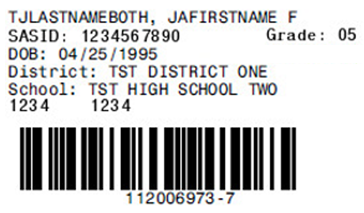 TJLASTNAMEBOTH, JAFIRSTNAME F
SASID: 1234567890 Grade: 05
DOB: 04/25/1995
District: TST DISTRICT ONE
School: TST HIGH SCHOOL TWO
1234 1234
112006973-7